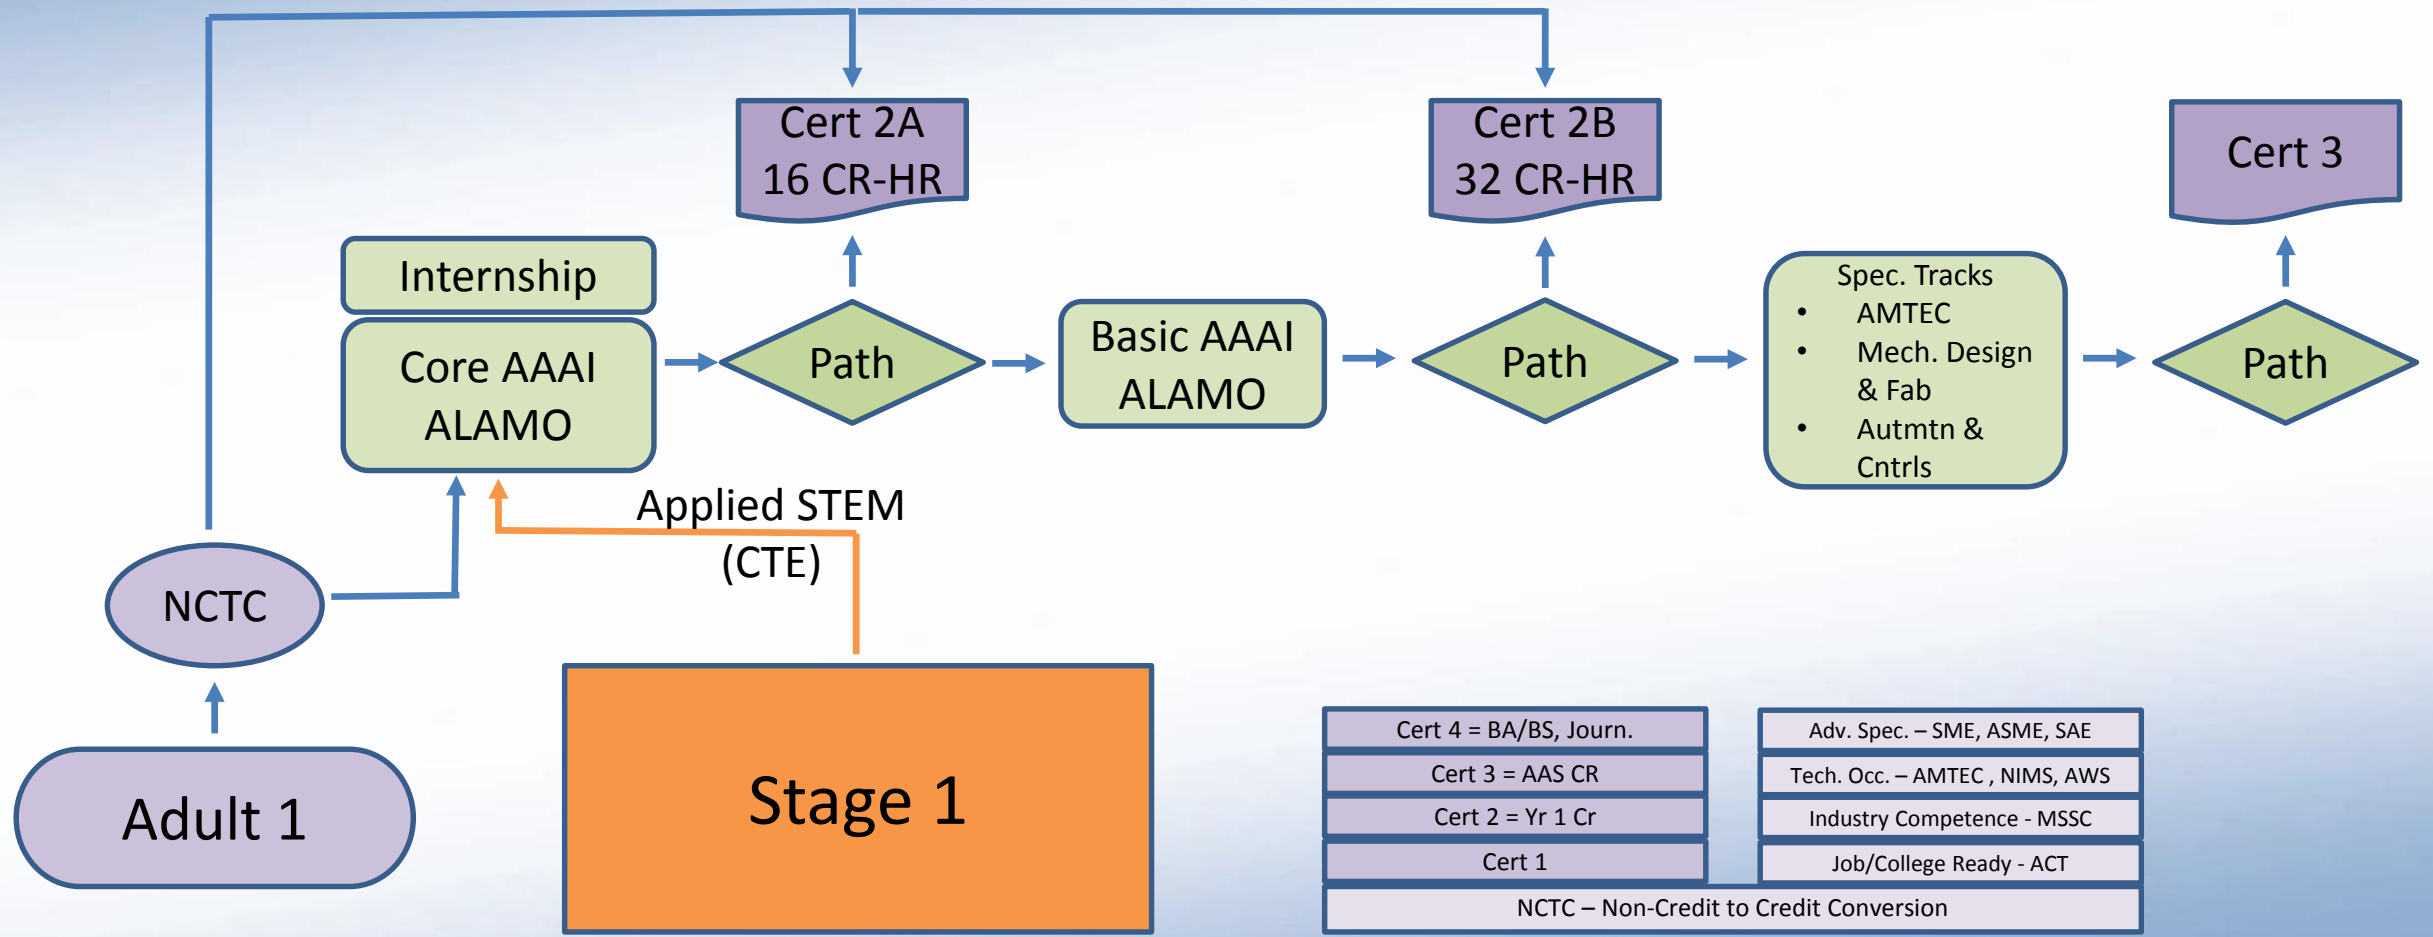 Cert 2A
16 CR-HR
Cert 2B
32 CR-HR
Cert 3
Internship
Core AAAI
ALAMO
Path
Basic AAAI
ALAMO
Path
Spec. Tracks
• AMTEC
• Mech. Design
& Fab
• Autmtn &
Cntrls
Path
Applied STEM
(CTE)
NCTC
Adult 1
Stage 1
Cert 4 = BA/BS, Journ.
Cert 3 = AAS CR
Cert 2 = Yr 1 Cr
Cert 1
Adv. Spec. – SME, ASME, SAE
Tech. Occ. – AMTEC , NIMS, AWS
Industry Competence - MSSC
Job/College Ready - ACT
NCTC – Non-Credit to Credit Conversion